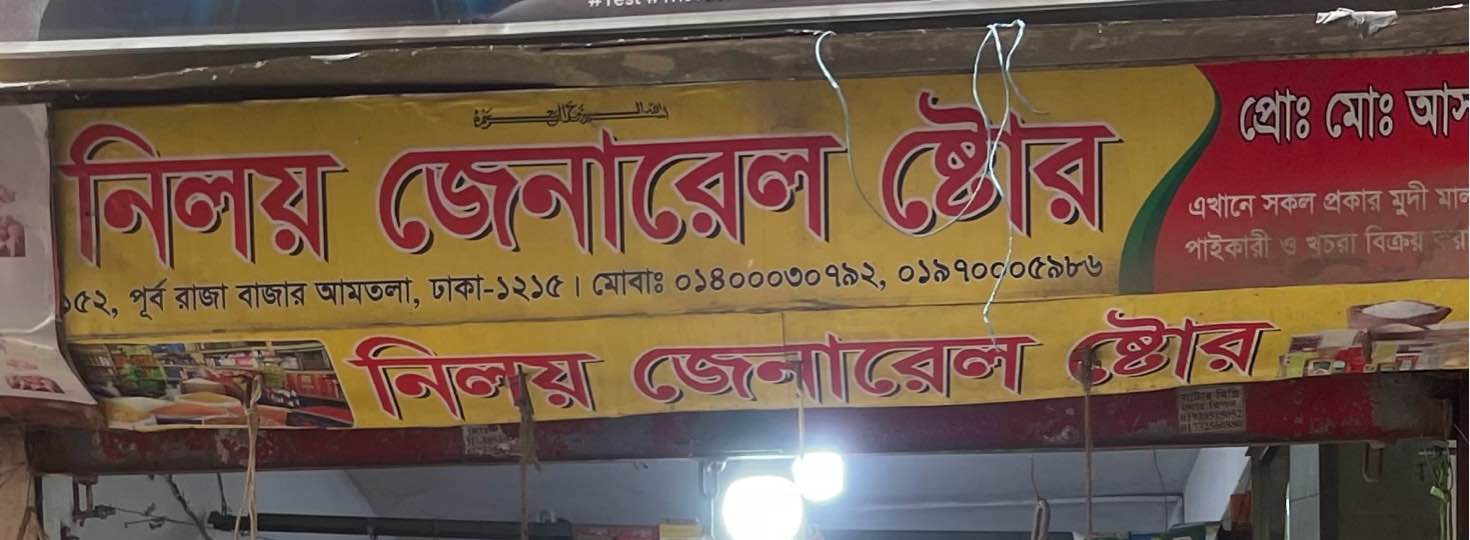 নিলয় জেনারেল ষ্টোর
১৫২, পূর্ব রাজা বাজার আমতলা, ঢাকা-১২১৫। মোবাঃ ০১৪০০০৩০৭৯২, ০১৯৭০০০৫৯৮৬
প্রোঃ মোঃ
এখানে সকল প্রকার মুদী
পাইকারী ও খুচরা বিক্রয়
নিলয় জেনারেল ষ্টোর